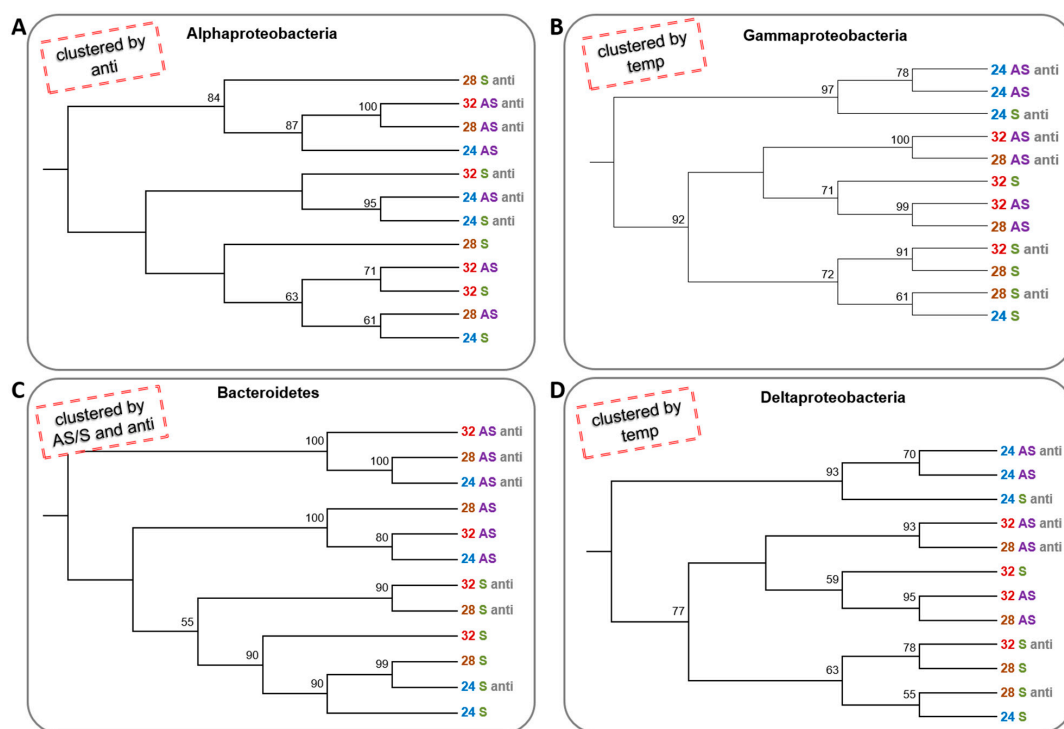 A
Alphaproteobacteria
clustered by
anti
28 S anti
84
100
32 AS anti
87
28 AS anti
24 AS
32 S anti
95
24 AS anti
24 S anti
28 S
71
32 AS
63
32 S
61
28 AS
24 S
B
Gammaproteobacteria
clustered by
temp
78
24 AS anti
97
24 AS
24 S anti
100
32 AS anti
28 AS anti
71
32 S
99
32 AS
92
28 AS
91
32 S anti
72
28 S
61
28 S anti
24 S
C
Bacteroidetes
clustered by
AS/S and anti
100
32 AS anti
100
28 AS anti
24 AS anti
100
28 AS
80
32 AS
24 AS
90
32 S anti
55
28 S anti
90
32 S
99
28 S
90
24 S anti
24 S
D
Deltaproteobacteria
clustered by
temp
70
24 AS anti
93
24 AS
24 S anti
93
32 AS anti
28 AS anti
59
32 S
95
32 AS
77
28 AS
78
32 S anti
63
28 S
55
28 S anti
24 S